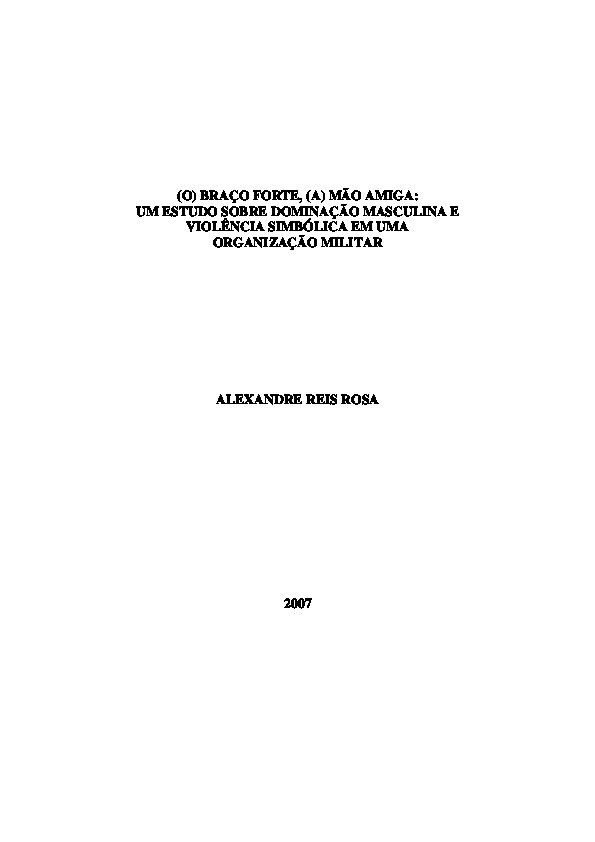 (O) BRAÇO FORTE, (A) MÃO AMIGA:
UM ESTUDO SOBRE DOMINAÇÃO MASCULINA E
VIOLÊNCIA SIMBÓLICA EM UMA
ORGANIZAÇÃO MILITAR
ALEXANDRE REIS ROSA
2007